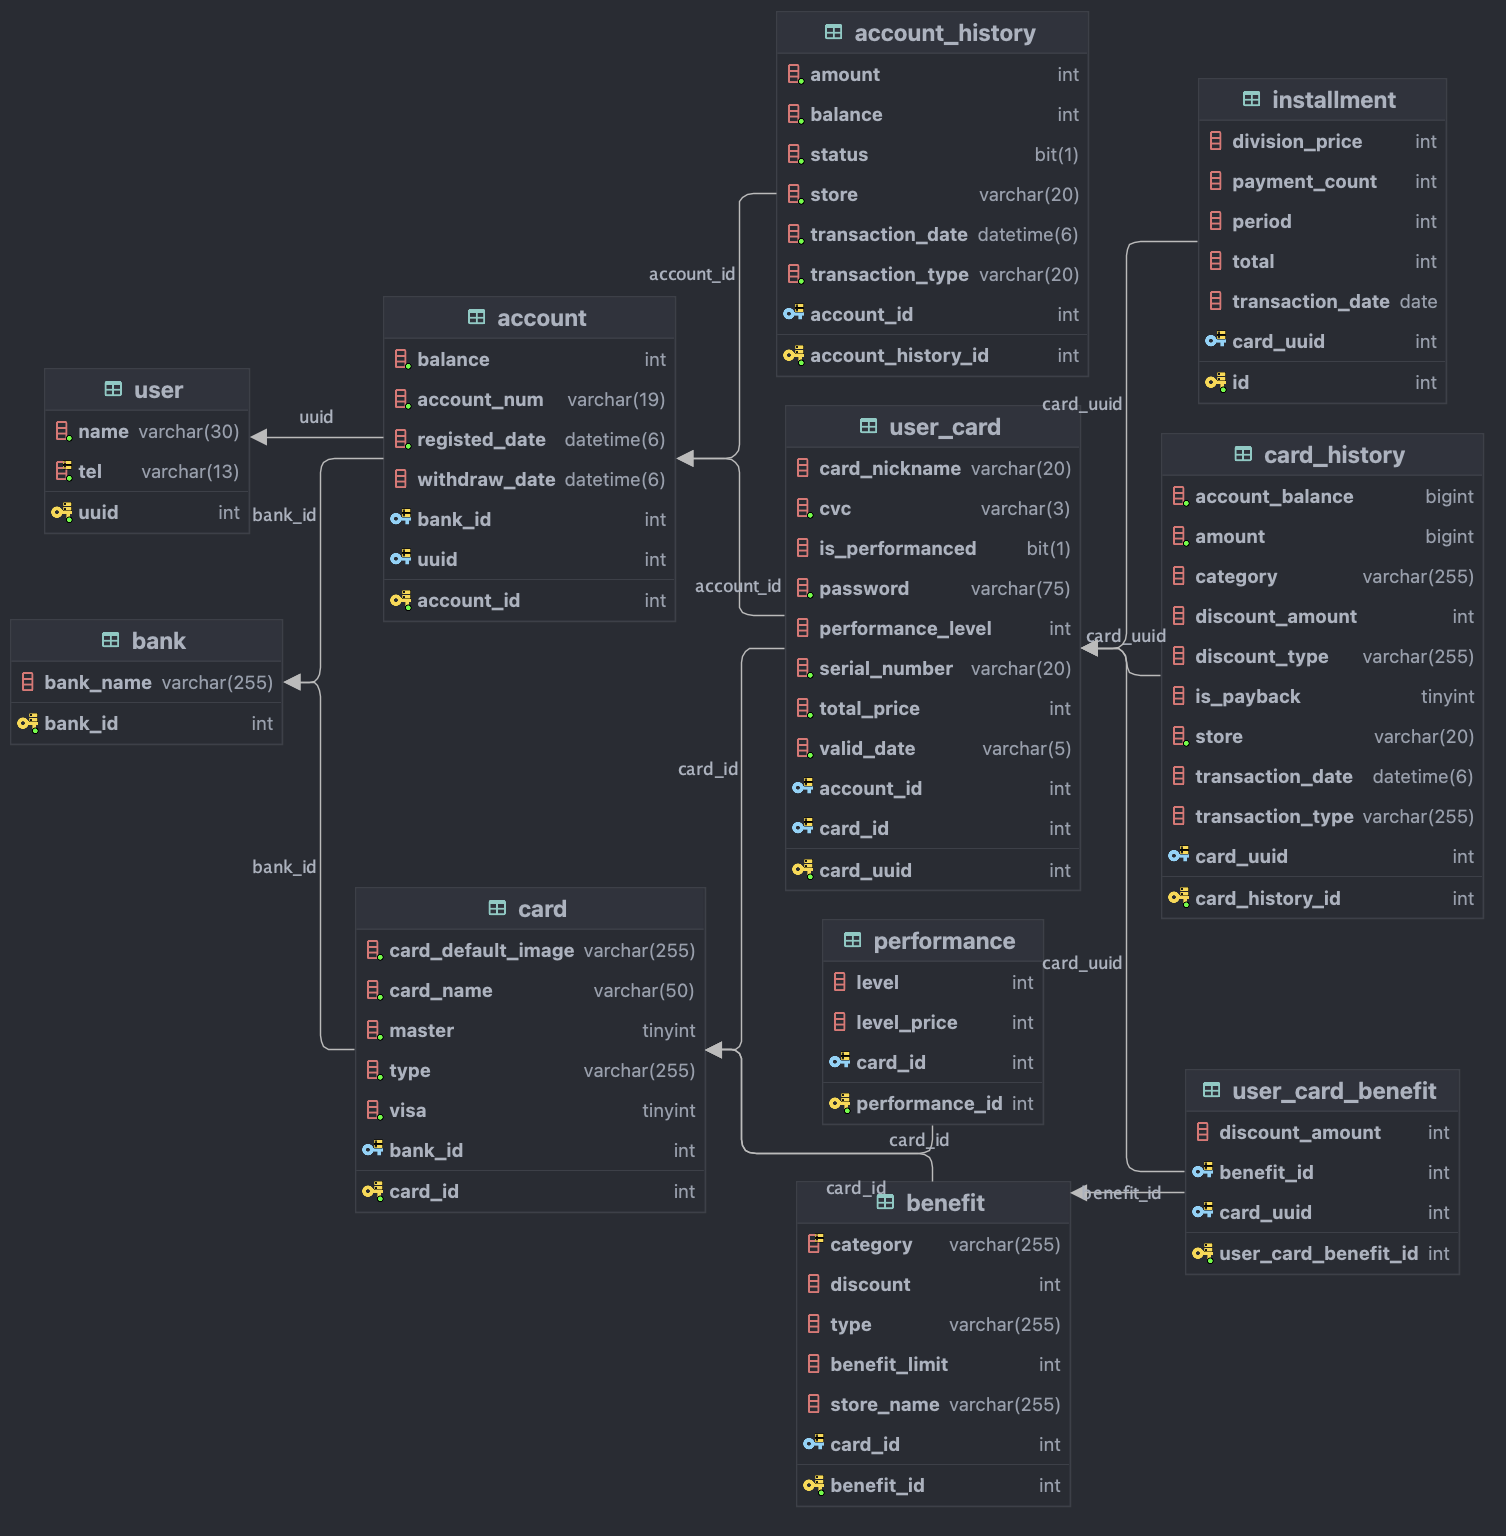 account_history
amount int
balance int
status bit(1)
store varchar(20)
transaction_date datetime(6)
transaction_type varchar(20)
account_id int
account_history_id int
installment
division_price int
payment_count int
period int
total int
transaction_date date
card_uuid int
id int
account_id
account
balance int
account_num varchar(19)
registed_date datetime(6)
withdraw_date datetime(6)
bank_id int
uuid int
account_id int
user
name varchar(30)
tel varchar(13)
uuid int
uuid
bank_id
card_uuid
user_card
card_nickname varchar(20)
cvc varchar(3)
is_performanced bit(1)
password varchar(75)
performance_level int
serial_number varchar(20)
total_price int
valid_date varchar(5)
account_id int
card_id int
card_uuid int
account_id
card_uuid
card_history
account_balance bigint
amount bigint
category varchar(255)
discount_amount int
discount_type varchar(255)
is_payback tinyint
store varchar(20)
transaction_date datetime(6)
transaction_type varchar(255)
card_uuid int
card_history_id int
bank
bank_name varchar(255)
bank_id int
card_id
bank_id
card
card_default_image varchar(255)
card_name varchar(50)
master tinyint
type varchar(255)
visa tinyint
bank_id int
card_id int
performance
level int
level_price int
card_id int
performance_id int
card_uuid
card_id
card_id
user_card_benefit
discount_amount int
benefit_id int
card_uuid int
user_card_benefit_id int
benefit_id
benefit
category varchar(255)
discount int
type varchar(255)
benefit_limit int
store_name varchar(255)
card_id int
benefit_id int